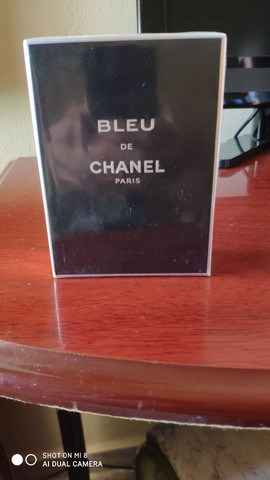 BLEU
DE
CHANEL
PARIS
SHOT ON MI 8
AI DUAL CAMERA